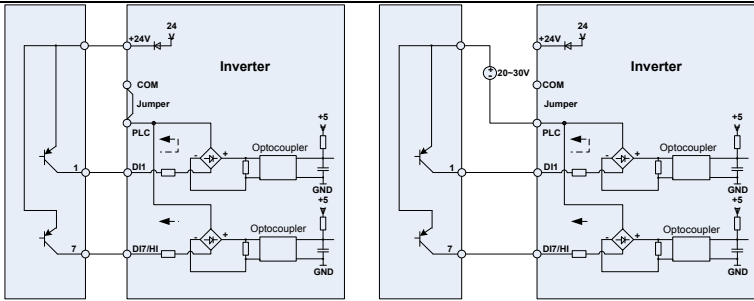 24
+24V
Inverter
COM
Jumper
PLC
+5
Optocoupler
1
DI1
GND
+5
Optocoupler
7
DI7/HI
GND
24
+24V
20~30V
Inverter
COM
Jumper
PLC
+5
Optocoupler
1
DI1
GND
+5
Optocoupler
7
DI7/HI
GND